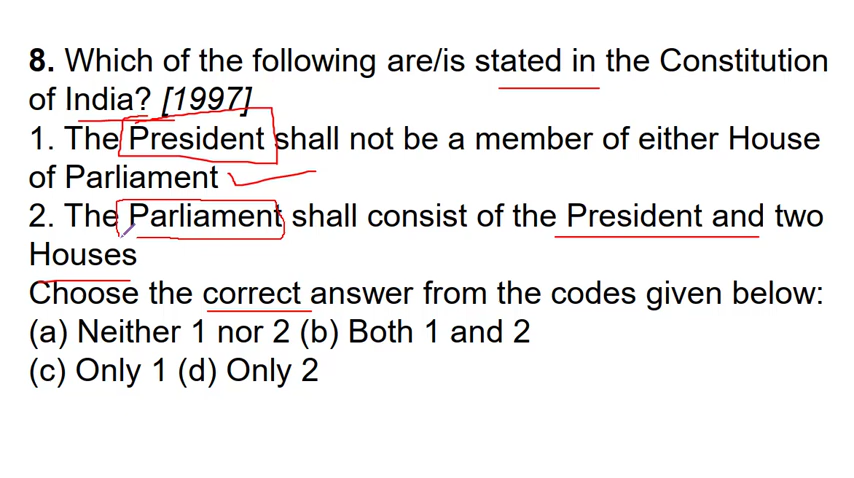 8. Which of the following are/is stated in the Constitution
of India? [1997]
1. The President shall not be a member of either House
of Parliament
2. The Parliament shall consist of the President and two
Houses
Choose the correct answer from the codes given below:
(a) Neither 1 nor 2 (b) Both 1 and 2
(c) Only 1 (d) Only 2